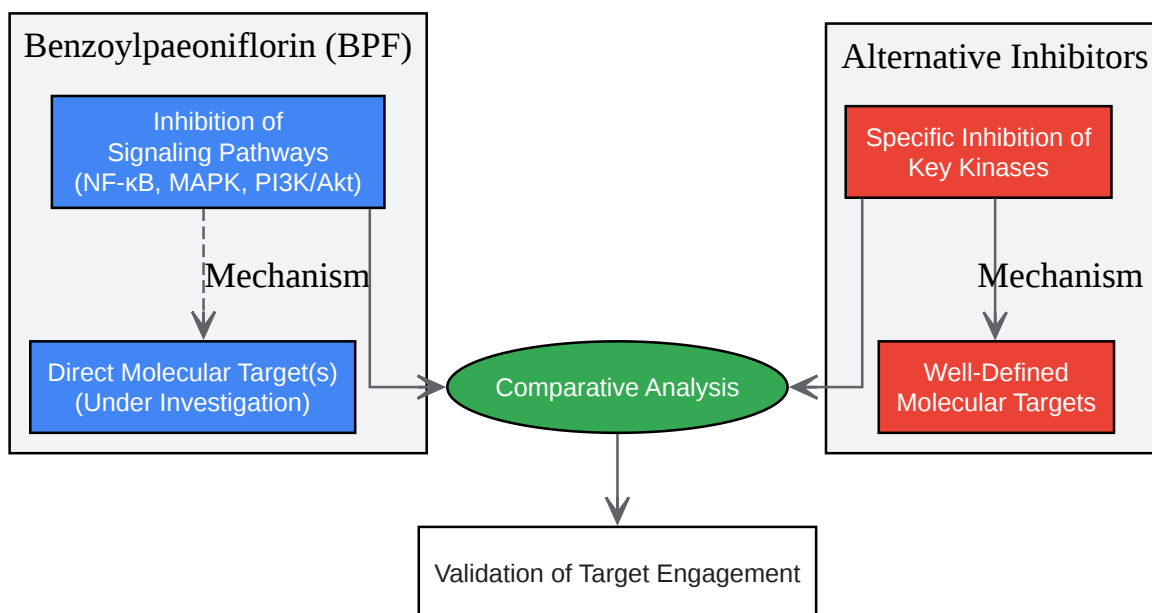 Benzoylpaeoniflorin (BPF)
Inhibition of
Signaling Pathways
(NF-κB, MAPK, PI3K/Akt)
Mechanism
Direct Molecular Target(s)
(Under Investigation)
Alternative Inhibitors
Specific Inhibition of
Key Kinases
Mechanism
Well-Defined
Molecular Targets
Comparative Analysis
Validation of Target Engagement